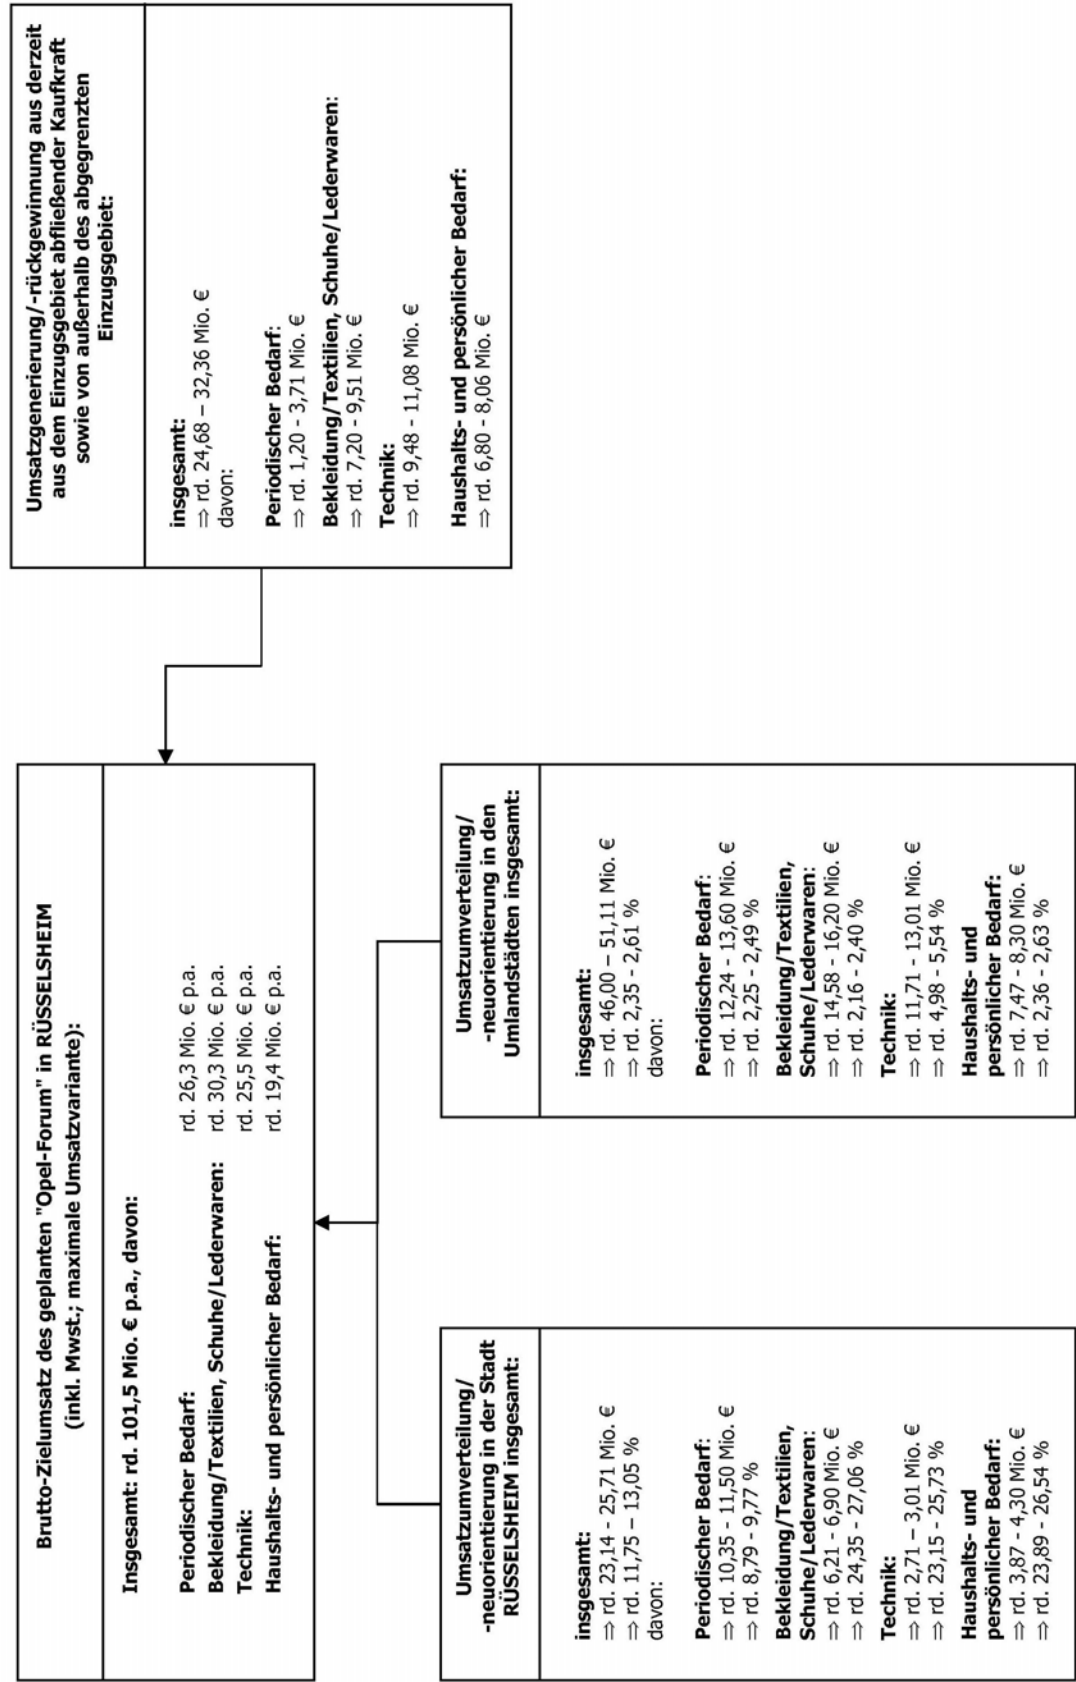 Brutto-Zielumsatz des geplanten "Opel-Forum" in RÜSSELSHEIM
(inkl. Mwst.; maximale Umsatzvariante):
Insgesamt: rd. 101,5 Mio. € p.a., davon:
Periodischer Bedarf: rd. 26,3 Mio. € p.a.
Bekleidung/Textilien, Schuhe/Lederwaren: rd. 30,3 Mio. € p.a.
Technik: rd. 25,5 Mio. € p.a.
Haushalts- und persönlicher Bedarf: rd. 19,4 Mio. € p.a.
Umsatzgenerierung/-rückgewinnung aus derzeit
aus dem Einzugsgebiet abfließender Kaufkraft
sowie von außerhalb des abgegrenzten
Einzugsgebiet:
insgesamt:
⇒ rd. 24,68 – 32,36 Mio. €
davon:
Periodischer Bedarf:
⇒ rd. 1,20 - 3,71 Mio. €
Bekleidung/Textilien, Schuhe/Lederwaren:
⇒ rd. 7,20 - 9,51 Mio. €
Technik:
⇒ rd. 9,48 - 11,08 Mio. €
Haushalts- und persönlicher Bedarf:
⇒ rd. 6,80 - 8,06 Mio. €
Umsatzumverteilung/
-neuorientierung in der Stadt
RÜSSELSHEIM insgesamt:
insgesamt:
⇒ rd. 23,14 - 25,71 Mio. €
⇒ rd. 11,75 – 13,05 %
davon:
Periodischer Bedarf:
⇒ rd. 10,35 - 11,50 Mio. €
⇒ rd. 8,79 - 9,77 %
Bekleidung/Textilien,
Schuhe/Lederwaren:
⇒ rd. 6,21 - 6,90 Mio. €
⇒ rd. 24,35 - 27,06 %
Technik:
⇒ rd. 2,71 – 3,01 Mio. €
⇒ rd. 23,15 - 25,73 %
Haushalts- und
persönlicher Bedarf:
⇒ rd. 3,87 - 4,30 Mio. €
⇒ rd. 23,89 - 26,54 %
Umsatzumverteilung/
-neuorientierung in den
Umlandstädten insgesamt:
insgesamt:
⇒ rd. 46,00 – 51,11 Mio. €
⇒ rd. 2,35 - 2,61 %
davon:
Periodischer Bedarf:
⇒ rd. 12,24 - 13,60 Mio. €
⇒ rd. 2,25 - 2,49 %
Bekleidung/Textilien,
Schuhe/Lederwaren:
⇒ rd. 14,58 - 16,20 Mio. €
⇒ rd. 2,16 - 2,40 %
Technik:
⇒ rd. 11,71 - 13,01 Mio. €
⇒ rd. 4,98 - 5,54 %
Haushalts- und
persönlicher Bedarf:
⇒ rd. 7,47 - 8,30 Mio. €
⇒ rd. 2,36 - 2,63 %